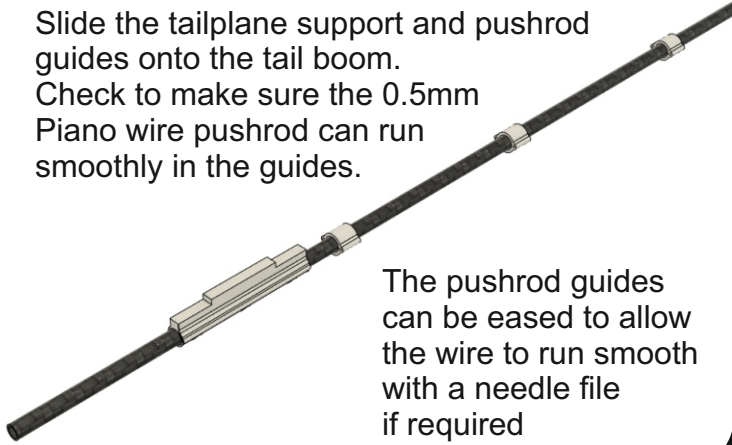 Slide the tailplane support and pushrod
guides onto the tail boom.
Check to make sure the 0.5mm
Piano wire pushrod can run
smoothly in the guides.
The pushrod guides
can be eased to allow
the wire to run smooth
with a needle file
if required